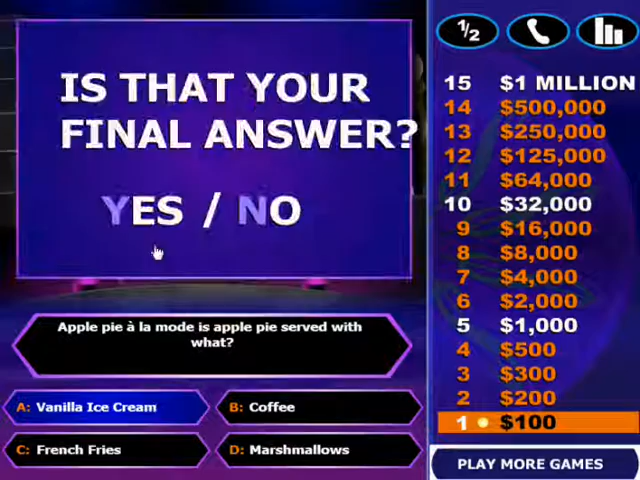 IS THAT YOUR
FINAL ANSWER?
YES / NO
Apple pie à la mode is apple pie served with
what?
A: Vanilla Ice Cream
B: Coffee
C: French Fries
D: Marshmallows
1/2
15 $1 MILLION
14 $500,000
13 $250,000
12 $125,000
11 $64,000
10 $32,000
9 $16,000
8 $8,000
7 $4,000
6 $2,000
5 $1,000
4 $500
3 $300
2 $200
1 $100
PLAY MORE GAMES